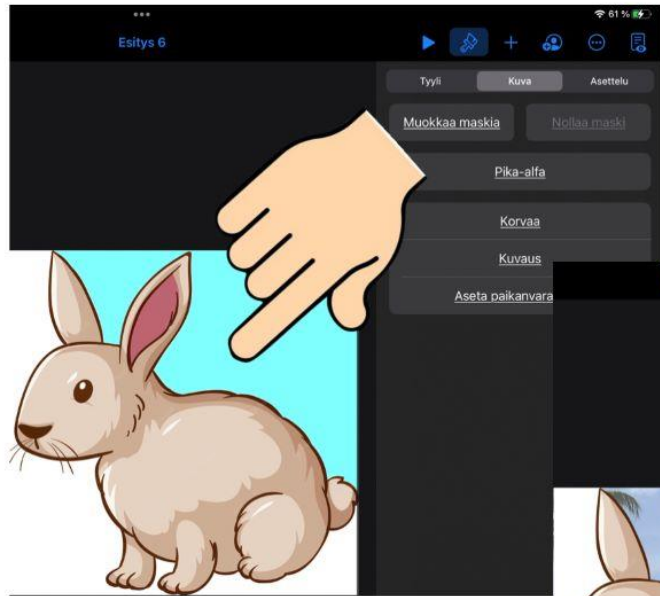 61 %
Esitys 6
Tyyli Kuva Asettelu
Muokkaa maskia Nollaa maski
Pika-alfa
Korvaa
Kuvaus
Aseta paikanvara